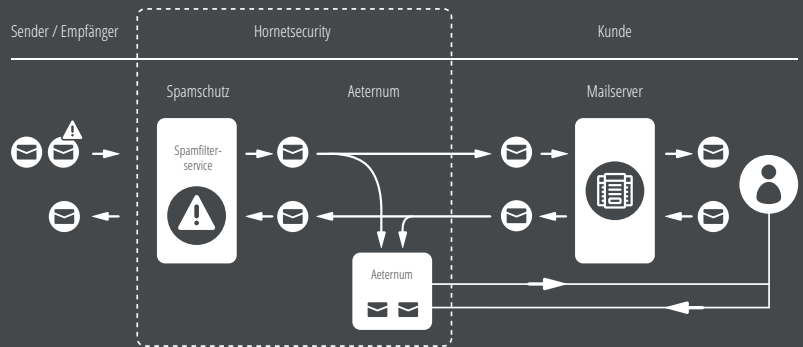 Sender / Empfänger
Hornetsecurity
Kunde
Spamschutz
Aeternum
Mailserver
Spamfilter-
service
Aeternum